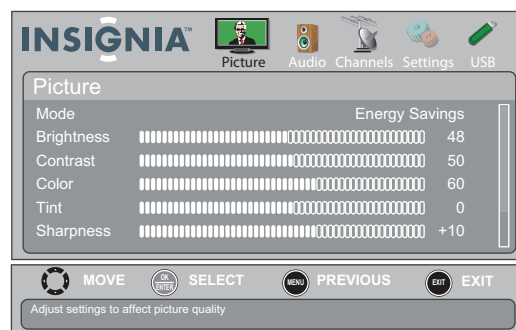 INSIGNIA™
Picture Audio Channels Settings USB
Picture
Mode Energy Savings
Brightness 48
Contrast 50
Color 60
Tint 0
Sharpness +10
MOVE OK ENTER SELECT MENU PREVIOUS EXIT EXIT
Adjust settings to affect picture quality